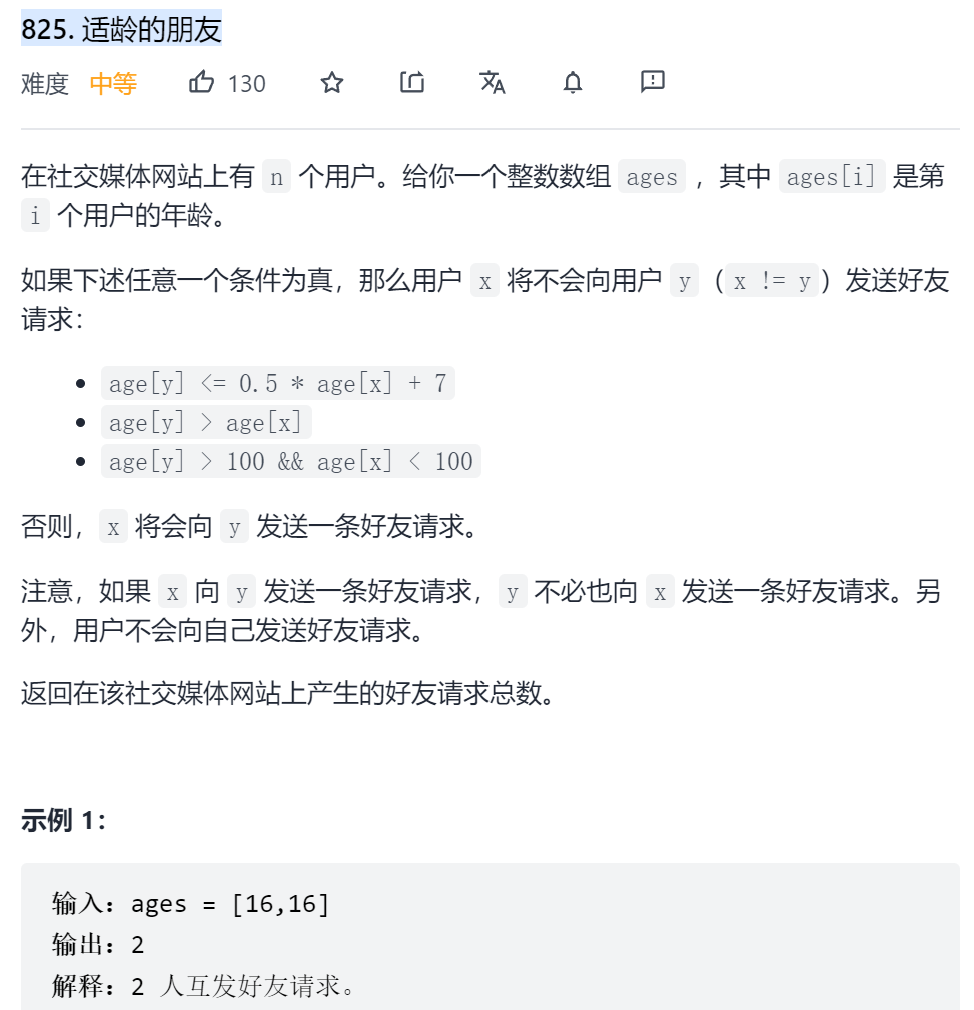 825. 适龄的朋友
难度 中等 130
在社交媒体网站上有 n 个用户。给你一个整数数组 ages ，其中 ages[i] 是第
i 个用户的年龄。
如果下述任意一个条件为真，那么用户 x 将不会向用户 y（x != y）发送好友
请求：
• age[y] <= 0.5 * age[x] + 7
• age[y] > age[x]
• age[y] > 100 && age[x] < 100
否则，x 将会向 y 发送一条好友请求。
注意，如果 x 向 y 发送一条好友请求，y 不必也向 x 发送一条好友请求。另
外，用户不会向自己发送好友请求。
返回在该社交媒体网站上产生的好友请求总数。
示例 1：
输入：ages = [16,16]
输出：2
解释：2 人互发好友请求。